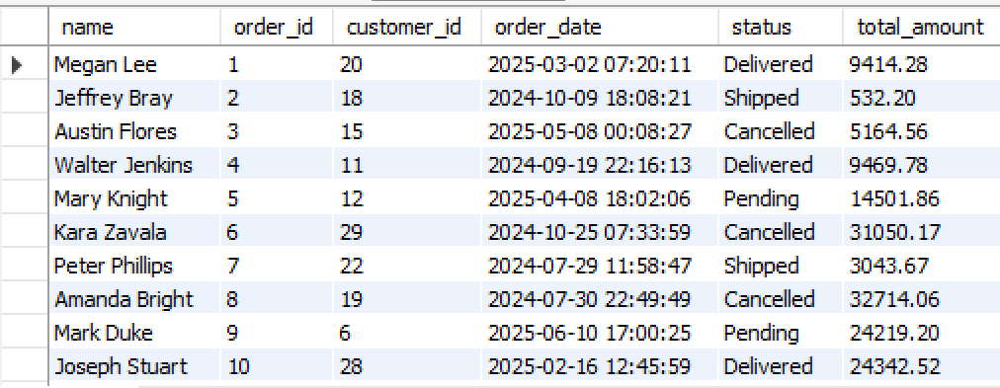 name order_id customer_id order_date status total_amount
Megan Lee 1 20 2025-03-02 07:20:11 Delivered 9414.28
Jeffrey Bray 2 18 2024-10-09 18:08:21 Shipped 532.20
Austin Flores 3 15 2025-05-08 00:08:27 Cancelled 5164.56
Walter Jenkins 4 11 2024-09-19 22:16:13 Delivered 9469.78
Mary Knight 5 12 2025-04-08 18:02:06 Pending 14501.86
Kara Zavala 6 29 2024-10-25 07:33:59 Cancelled 31050.17
Peter Phillips 7 22 2024-07-29 11:58:47 Shipped 3043.67
Amanda Bright 8 19 2024-07-30 22:49:49 Cancelled 32714.06
Mark Duke 9 6 2025-06-10 17:00:25 Pending 24219.20
Joseph Stuart 10 28 2025-02-16 12:45:59 Delivered 24342.52